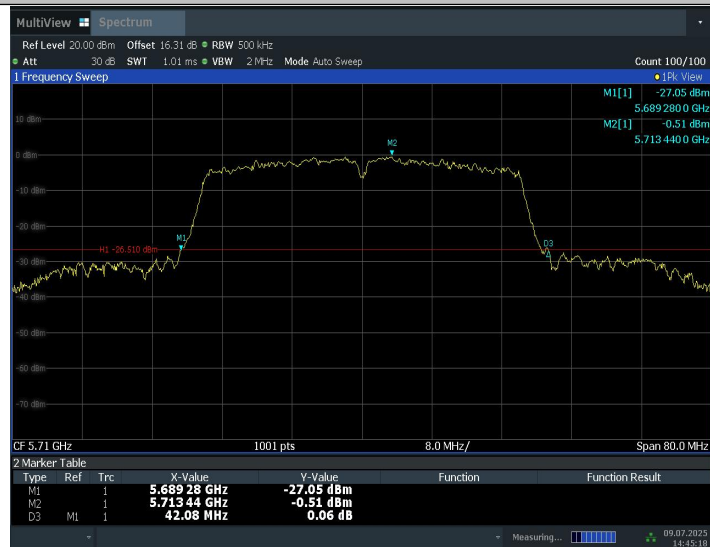 MultiView Spectrum
Ref Level 20.00 dBm Offset 16.31 dB RBW 500 kHz
Att 30 dB SWT 1.01 ms VBW 2 MHz Mode Auto Sweep Count 100/100
1 Frequency Sweep 1Pk View
M1[1] -27.05 dBm
5.689 280 0 GHz
10 dBm
M2[1] -0.51 dBm
5.713 440 0 GHz
M2
0 dBm
-10 dBm
-20 dBm
M1
D3
H1 -26.510 dBm
-30 dBm
-40 dBm
-50 dBm
-60 dBm
-70 dBm
CF 5.71 GHz 1001 pts 8.0 MHz/ Span 80.0 MHz
2 Marker Table
Type Ref Trc X-Value Y-Value Function Function Result
M1 1 5.689 28 GHz -27.05 dBm
M2 1 5.713 44 GHz -0.51 dBm
D3 M1 1 42.08 MHz 0.06 dB
Measuring... 09.07.2025
14:45:18